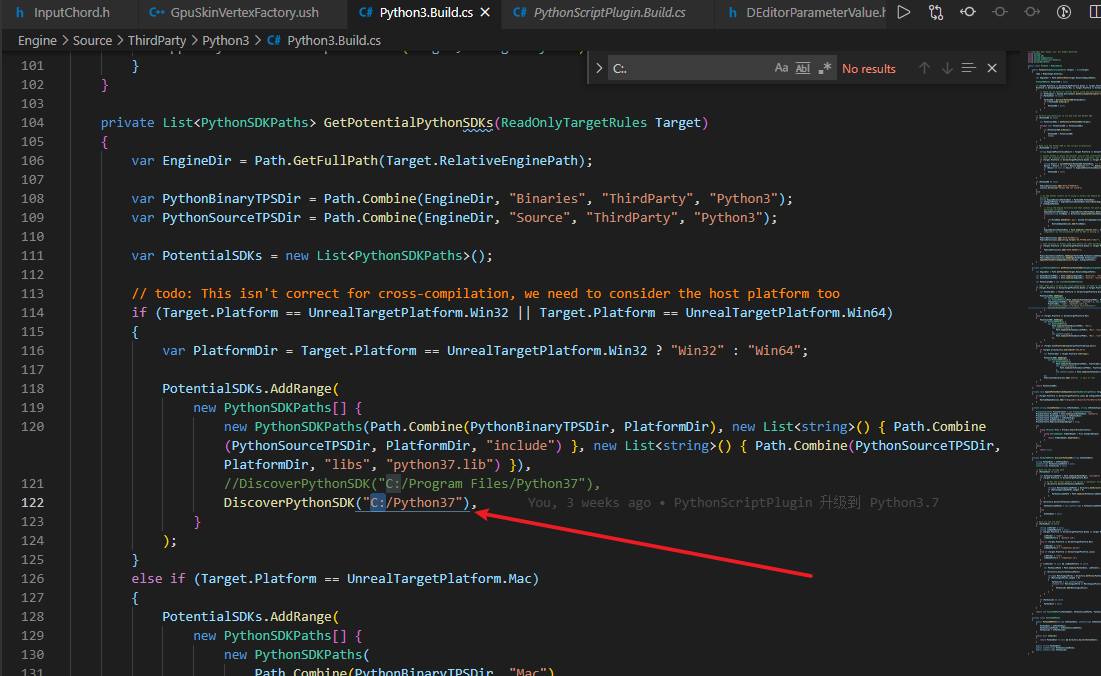 InputChord.h GpuSkinVertexFactory.ush Python3.Build.cs PythonScriptPlugin.Build.cs DEditorParameterValue.h
Engine > Source > ThirdParty > Python3 > C# Python3.Build.cs
C:. Aa Abl .* No results
101 }
102 }
103
104 private List<PythonSDKPaths> GetPotentialPythonSDKs(ReadOnlyTargetRules Target)
105 {
106 var EngineDir = Path.GetFullPath(Target.RelativeEnginePath);
107
108 var PythonBinaryTPSDir = Path.Combine(EngineDir, "Binaries", "ThirdParty", "Python3");
109 var PythonSourceTPSDir = Path.Combine(EngineDir, "Source", "ThirdParty", "Python3");
110
111 var PotentialSDKs = new List<PythonSDKPaths>();
112
113 // todo: This isn't correct for cross-compilation, we need to consider the host platform too
114 if (Target.Platform == UnrealTargetPlatform.Win32 || Target.Platform == UnrealTargetPlatform.Win64)
115 {
116 var PlatformDir = Target.Platform == UnrealTargetPlatform.Win32 ? "Win32" : "Win64";
117
118 PotentialSDKs.AddRange(
119 new PythonSDKPaths[] {
120 new PythonSDKPaths(Path.Combine(PythonBinaryTPSDir, PlatformDir), new List<string>() { Path.Combine
(PythonSourceTPSDir, PlatformDir, "include") }, new List<string>() { Path.Combine(PythonSourceTPSDir,
PlatformDir, "libs", "python37.lib") }),
121 //DiscoverPythonSDK("C:/Program Files/Python37"),
122 DiscoverPythonSDK("C:/Python37"), You, 3 weeks ago • PythonScriptPlugin 升级到 Python3.7
123 }
124 );
125 }
126 else if (Target.Platform == UnrealTargetPlatform.Mac)
127 {
128 PotentialSDKs.AddRange(
129 new PythonSDKPaths[] {
130 new PythonSDKPaths(
131 Path.Combine(PythonBinaryTPSDir, "Mac")